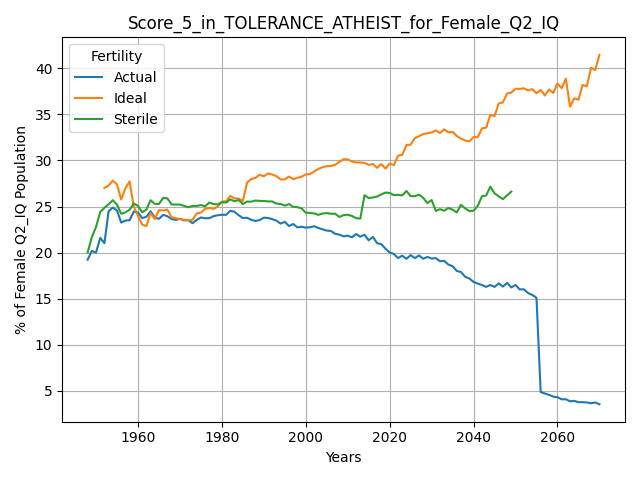 Score_5_in_TOLERANCE_ATHEIST_for_Female_Q2_IQ
Fertility
Actual
Ideal
Sterile
% of Female Q2_IQ Population
40
35
30
25
20
15
10
5
1960 1980 2000 2020 2040 2060
Years